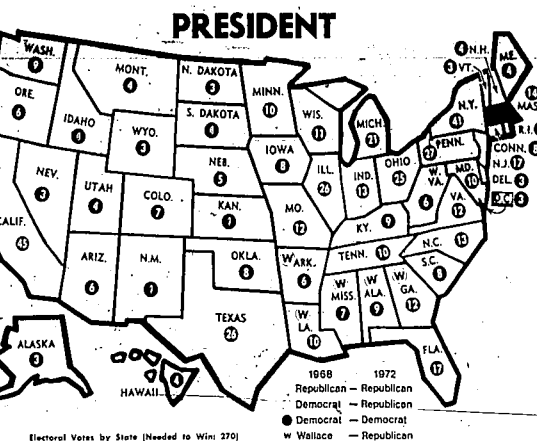 PRESIDENT
WASH.
9
ORE.
6
CALIF.
45
NEV.
3
IDAHO
4
MONT.
4
WYO.
3
UTAH
4
ARIZ.
6
COLO.
7
N.M.
N. DAKOTA
3
S. DAKOTA
4
NEB.
5
KAN.
7
OKLA.
8
TEXAS
26
MINN.
10
IOWA
8
MO.
12
W ARK.
6
(W)
LA.
10
WIS.
11
ILL.
26
MICH.
21
IND.
13
OHIO
25
KY.
9
TENN.
10
W
MISS.
7
(W)
ALA.
9
(W)
GA.
12
FLA.
17
S.C.
8
N.C.
13
VA.
12
W.
VA.
6
MD.
10
PENN.
27
N.Y.
41
4 N.H.
3 VT.
ME.
4
MAS
R.I.
CONN. 8
N.J. 17
DEL. 3
D.C. 3
ALASKA
3
HAWAII
4
1968 1972
Republican — Republican
Democrat — Republican
Democrat — Democrat
W Wallace — Republican
Electoral Votes by State (Needed to Win: 270)